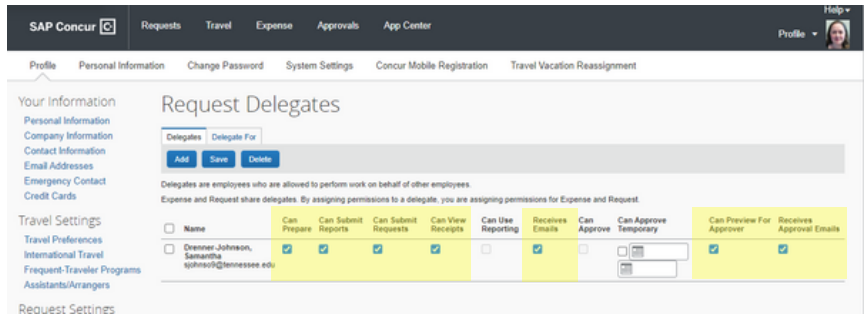 Help
SAP Concur C Requests Travel Expense Approvals App Center
Profile
Profile Personal Information Change Password System Settings Concur Mobile Registration Travel Vacation Reassignment
Your Information
Personal Information
Company Information
Contact Information
Email Addresses
Emergency Contact
Credit Cards
Travel Settings
Travel Preferences
International Travel
Frequent-Traveler Programs
Assistants/Arrangers
Request Settings
Request Delegates
Delegates Delegate For
Add Save Delete
Delegates are employees who are allowed to perform work on behalf of other employees.
Expense and Request share delegates. By assigning permissions to a delegate, you are assigning permissions for Expense and Request.
Can Can Submit Can Submit Can View Can Use Receives Can Can Approve Can Preview For Receives
Name Prepare Reports Requests Receipts Reporting Emails Approve Temporary Approver Approval Emails
Drenner-Johnson,
Samantha
sjohnso9@tennessee.edu